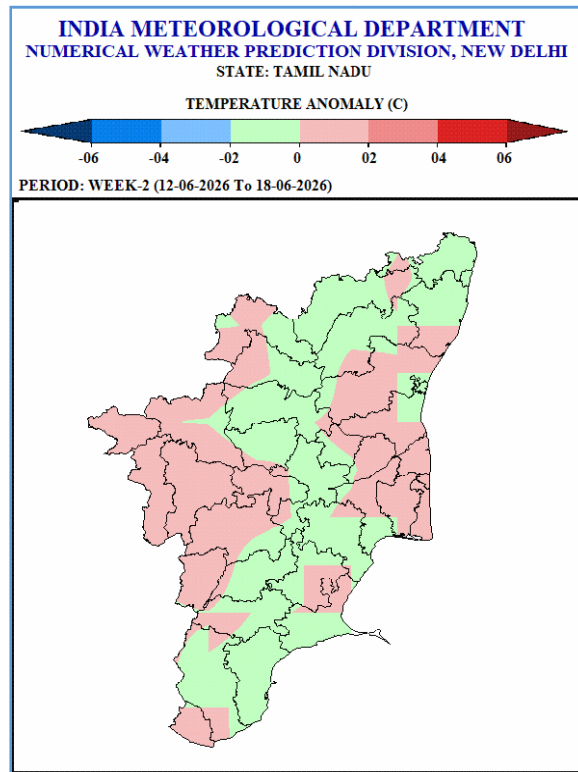 INDIA METEOROLOGICAL DEPARTMENT
NUMERICAL WEATHER PREDICTION DIVISION, NEW DELHI
STATE: TAMIL NADU
TEMPERATURE ANOMALY (C)
-06 -04 -02 0 02 04 06
PERIOD: WEEK-2 (12-06-2026 To 18-06-2026)